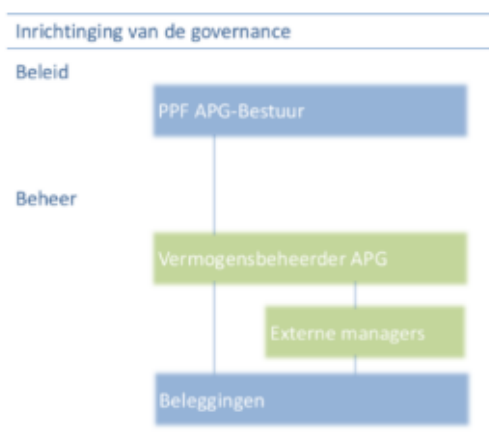 Inrichtinging van de governance
Beleid
PPF APG-Bestuur
Beheer
Vermogensbeheerder APG
Externe managers
Beleggingen